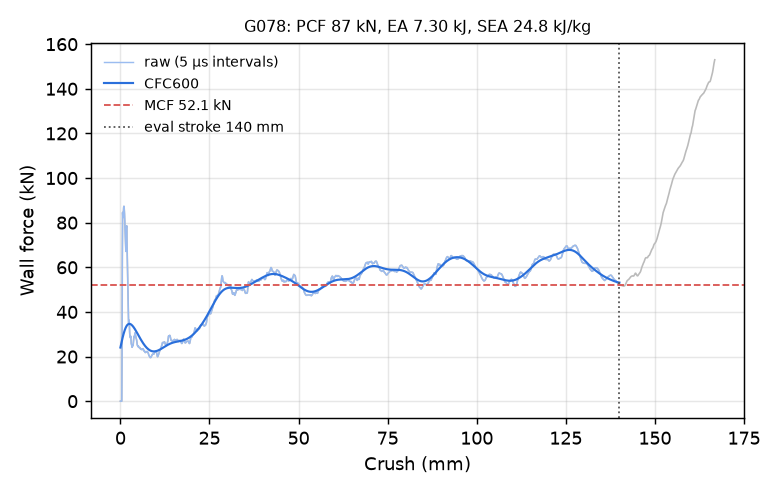 G078: PCF 87 kN, EA 7.30 kJ, SEA 24.8 kJ/kg
raw (5 µs intervals)
CFC600
MCF 52.1 kN
eval stroke 140 mm
Wall force (kN)
160
140
120
100
80
60
40
20
0
0 25 50 75 100 125 150 175
Crush (mm)